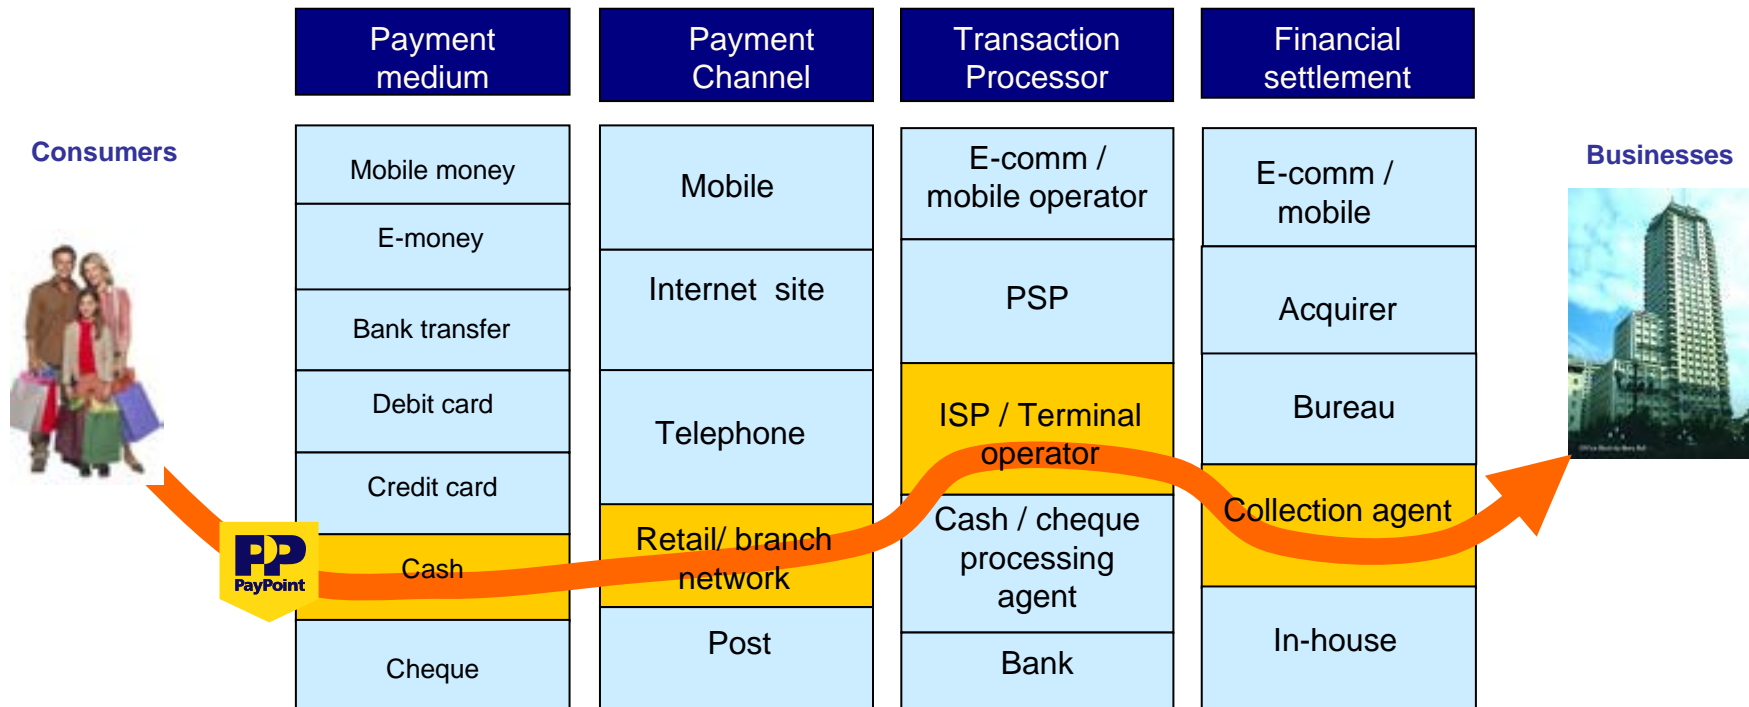 Payment
medium
Payment
Channel
Transaction
Processor
Financial
settlement
Consumers
Businesses
Mobile money
E-money
Bank transfer
Debit card
Credit card
Cash
Cheque
Mobile
Internet site
Telephone
Retail/ branch
network
Post
E-comm /
mobile operator
PSP
ISP / Terminal
operator
Cash / cheque
processing
agent
Bank
E-comm /
mobile
Acquirer
Bureau
Collection agent
In-house
PP
PayPoint